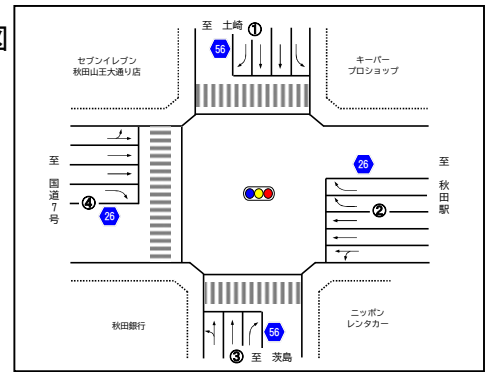 図
至 土崎 ①
56
セブンイレブン
秋田山王大通り店
キーパー
プロショップ
至 国道7号
④
26
26
至 秋田駅
②
秋田銀行
56
③ 至 茨島
ニッポン
レンタカー